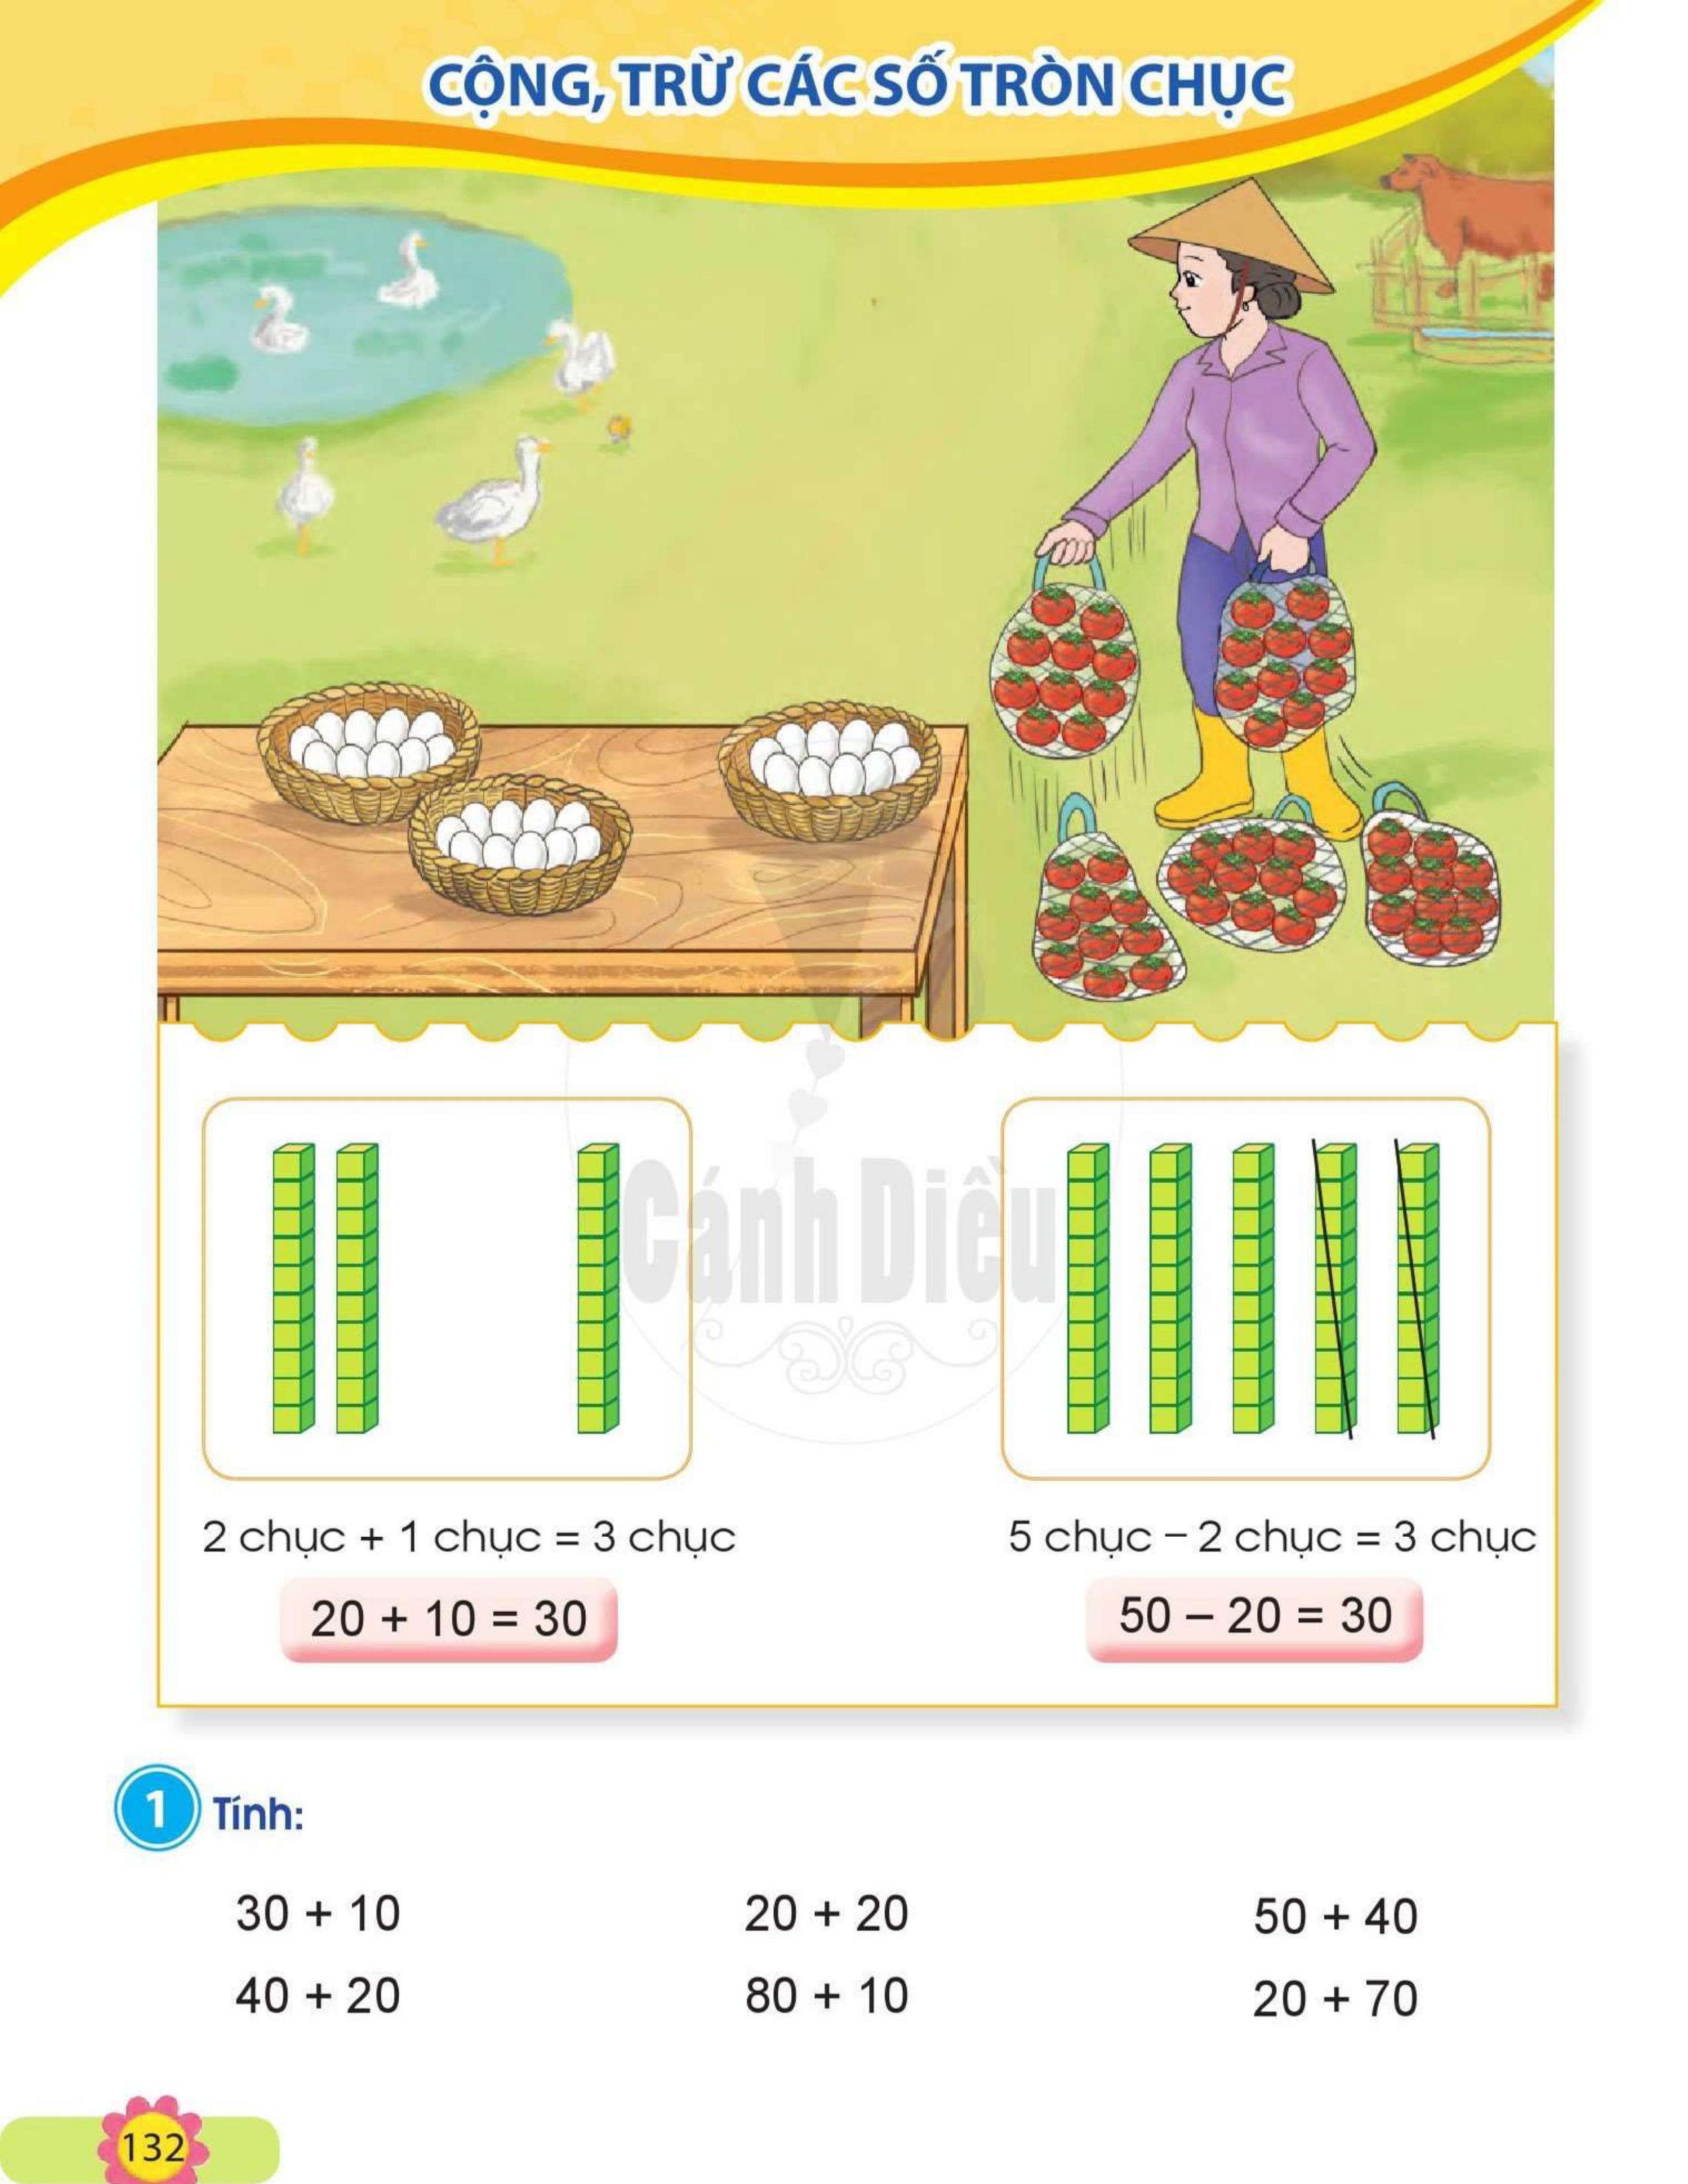 CỘNG, TRỪ CÁC SỐ TRÒN CHỤC
Cánh Diều
2 chục + 1 chục = 3 chục
5 chục – 2 chục = 3 chục
20 + 10 = 30
50 – 20 = 30
1 Tính:
30 + 10
20 + 20
50 + 40
40 + 20
80 + 10
20 + 70
132